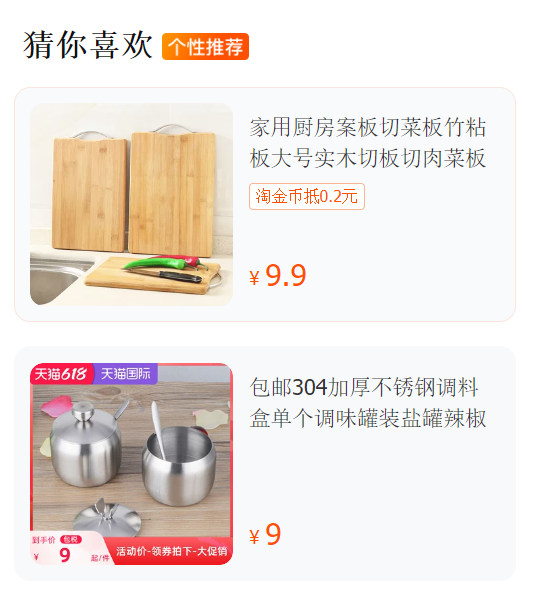 猜你喜欢 个性推荐
家用厨房案板切菜板竹粘
板大号实木切板切肉菜板
淘金币抵0.2元
¥ 9.9
天猫618 天猫国际
包邮304加厚不锈钢调料
盒单个调味罐装盐罐辣椒
到手价 包税
¥ 9 起/件
活动价-领券拍下-大促销
¥ 9